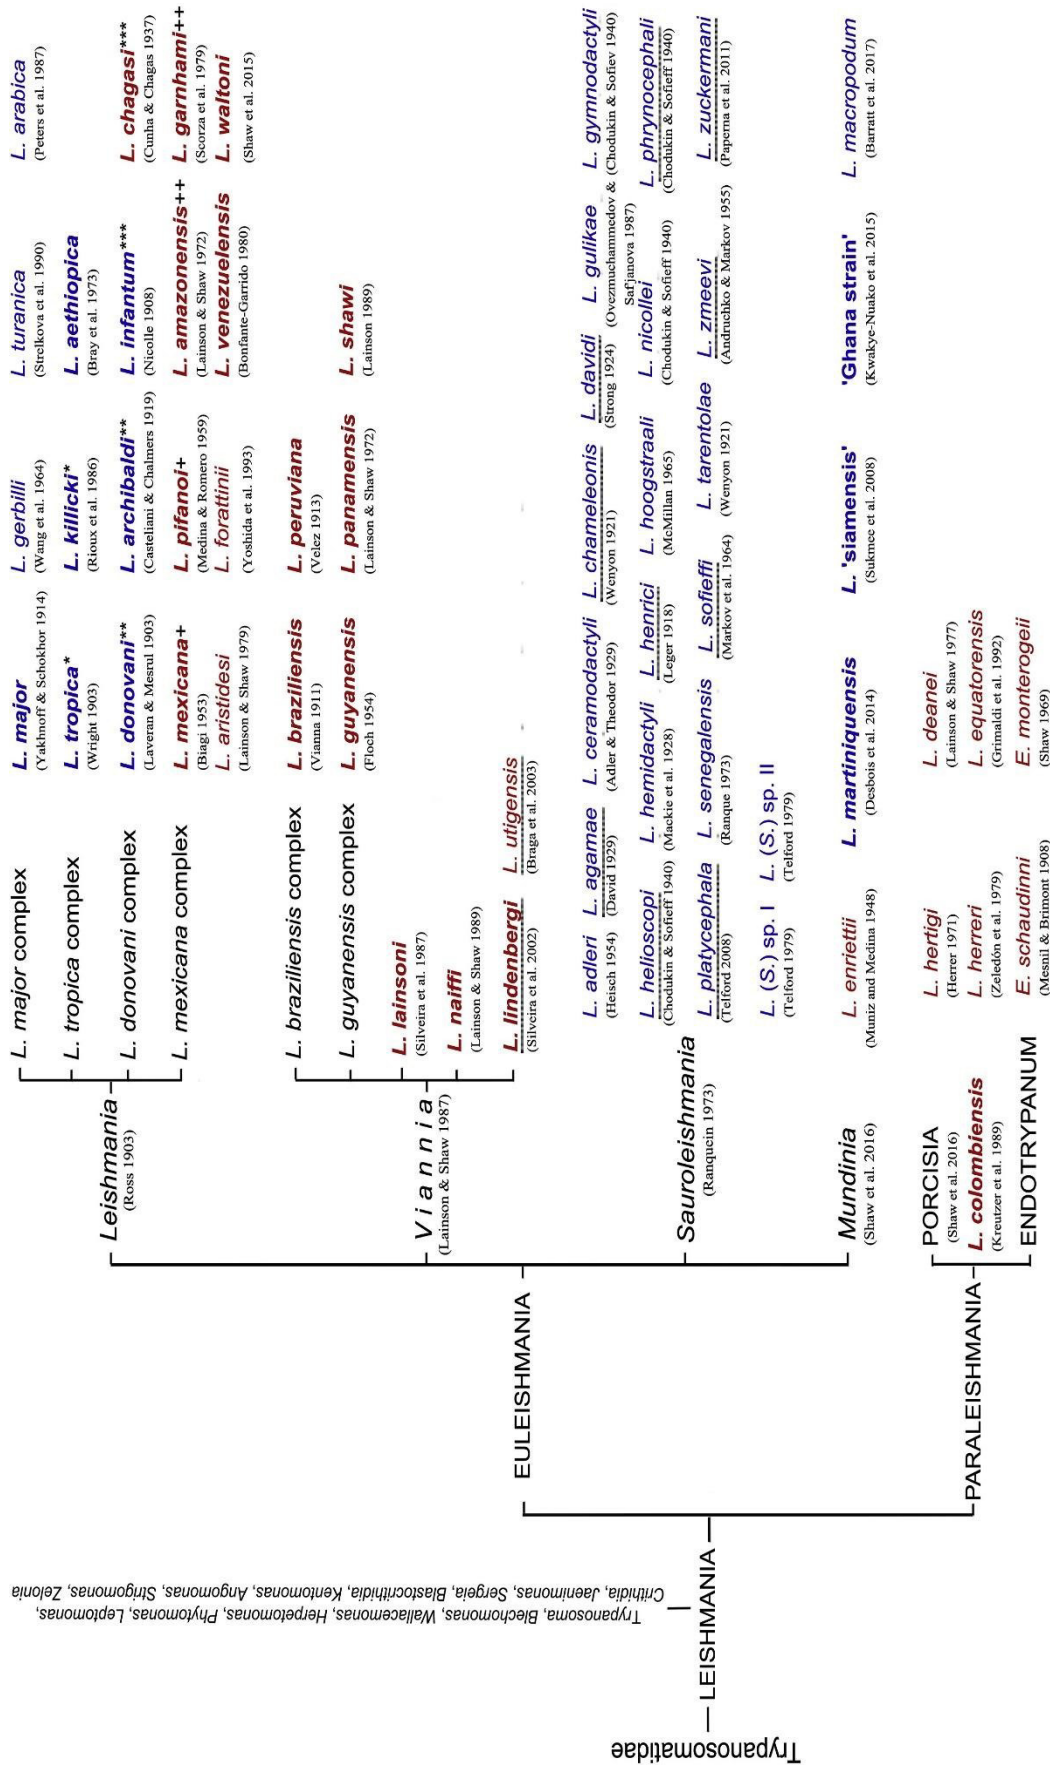 Trypanosomatidae
LEISHMANIA
Trypanosoma, Blechomonas, Wallacemonas, Herpetomonas, Phytomonas, Leptomonas,
Crithidia, Jaenimonas, Sergeia, Blastocrithidia, Kentomonas, Angomonas, Strigomonas, Zelonia
EULEISHMANIA
PARALEISHMANIA
Leishmania
(Ross 1903)
L. major complex
L. major
(Yakhnoff & Schokhor 1914)
L. gerbilli
(Wang et al. 1964)
L. turanica
(Strelkova et al. 1990)
L. arabica
(Peters et al. 1987)
L. tropica complex
L. tropica*
(Wright 1903)
L. killicki*
(Rioux et al. 1986)
L. aethiopica
(Bray et al. 1973)
L. donovani complex
L. donovani**
(Laveran & Mesrul 1903)
L. archibaldi**
(Casteliani & Chalmers 1919)
L. infantum***
(Nicolle 1908)
L. chagasi***
(Cunha & Chagas 1937)
L. mexicana complex
L. mexicana+
(Biagi 1953)
L. pifanoi+
(Medina & Romero 1959)
L. amazonensis++
(Lainson & Shaw 1972)
L. garnhami++
(Scorza et al. 1979)
L. aristidesi
(Lainson & Shaw 1979)
L. forattinii
(Yoshida et al. 1993)
L. venezuelensis
(Bonfante-Garrido 1980)
L. waltoni
(Shaw et al. 2015)
Viannia
(Lainson & Shaw 1987)
L. braziliensis complex
L. braziliensis
(Vianna 1911)
L. peruviana
(Velez 1913)
L. guyanensis complex
L. guyanensis
(Floch 1954)
L. panamensis
(Lainson & Shaw 1972)
L. shawi
(Lainson 1989)
L. lainsoni
(Silveira et al. 1987)
L. naiffi
(Lainson & Shaw 1989)
L. lindenbergi
(Silveira et al. 2002)
L. utigensis
(Braga et al. 2003)
Sauroleishmania
(Ranquein 1973)
L. adleri
(Heisch 1954)
L. agamae
(David 1929)
L. ceramodactyli
(Adler & Theodor 1929)
L. chameleonis
(Wenyon 1921)
L. davidi
(Strong 1924)
L. gulikae
(Ovezmuchammedov &
Safjanova 1987)
L. gymnodactyli
(Chodukin & Sofiev 1940)
L. helioscopi
(Chodukin & Sofieff 1940)
L. hemidactyli
(Mackie et al. 1928)
L. henrici
(Leger 1918)
L. hoogstraali
(McMillan 1965)
L. nicollei
(Chodukin & Sofieff 1940)
L. phrynocephali
(Chodukin & Sofieff 1940)
L. platycephala
(Telford 2008)
L. senegalensis
(Ranque 1973)
L. sofieffi
(Markov et al. 1964)
L. tarentolae
(Wenyon 1921)
L. zmeevi
(Andruchko & Markov 1955)
L. zuckermani
(Paperna et al. 2011)
L. (S.) sp. I
(Telford 1979)
L. (S.) sp. II
(Telford 1979)
Mundinia
(Shaw et al. 2016)
L. enriettii
(Muniz and Medina 1948)
L. martiniquensis
(Desbois et al. 2014)
L. 'siamensis'
(Sukmee et al. 2008)
'Ghana strain'
(Kwakye-Nuako et al. 2015)
L. macropodum
(Barratt et al. 2017)
PORCISIA
(Shaw et al. 2016)
L. hertigi
(Herrer 1971)
L. deanei
(Lainson & Shaw 1977)
L. colombiensis
(Kreutzer et al. 1989)
L. herreri
(Zeledón et al. 1979)
L. equatorensis
(Grimaldi et al. 1992)
ENDOTRYPANUM
E. schaudinni
(Mesnil & Brimont 1908)
E. monterogeii
(Shaw 1969)